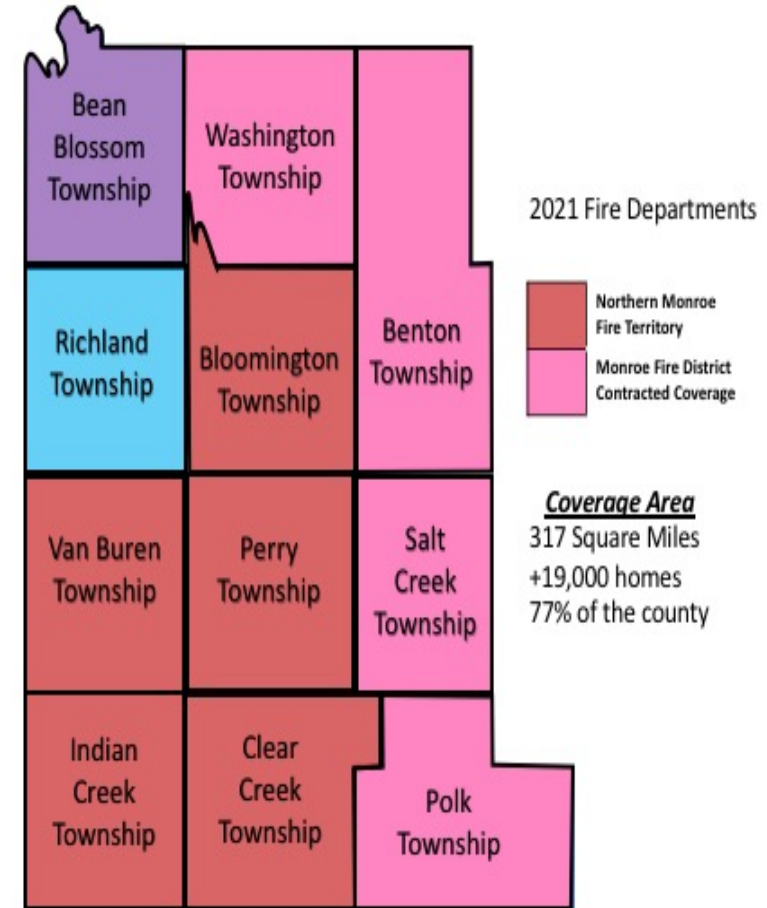 Bean
Blossom
Township
Washington
Township
2021 Fire Departments
Northern Monroe
Fire Territory
Monroe Fire District
Contracted Coverage
Richland
Township
Bloomington
Township
Benton
Township
Coverage Area
317 Square Miles
+19,000 homes
77% of the county
Van Buren
Township
Perry
Township
Salt
Creek
Township
Indian
Creek
Township
Clear
Creek
Township
Polk
Township